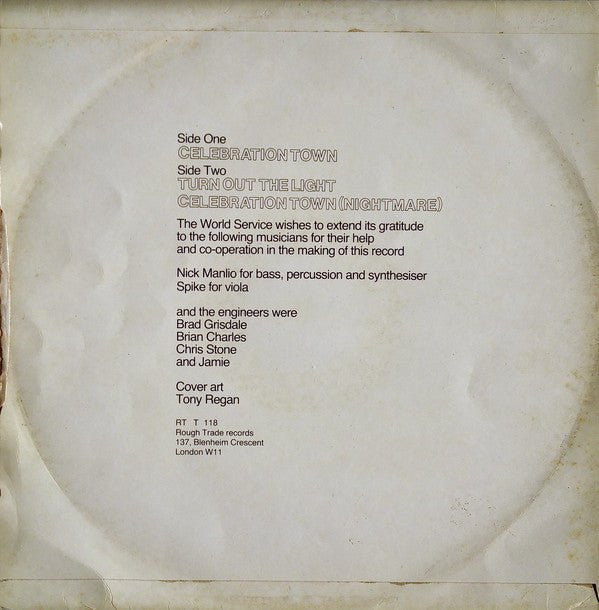 Side One
CELEBRATION TOWN
Side Two
TURN OUT THE LIGHT
CELEBRATION TOWN (NIGHTMARE)
The World Service wishes to extend its gratitude
to the following musicians for their help
and co-operation in the making of this record
Nick Manlio for bass, percussion and synthesiser
Spike for viola
and the engineers were
Brad Grisdale
Brian Charles
Chris Stone
and Jamie
Cover art
Tony Regan
RT T 118
Rough Trade records
137, Blenheim Crescent
London W11